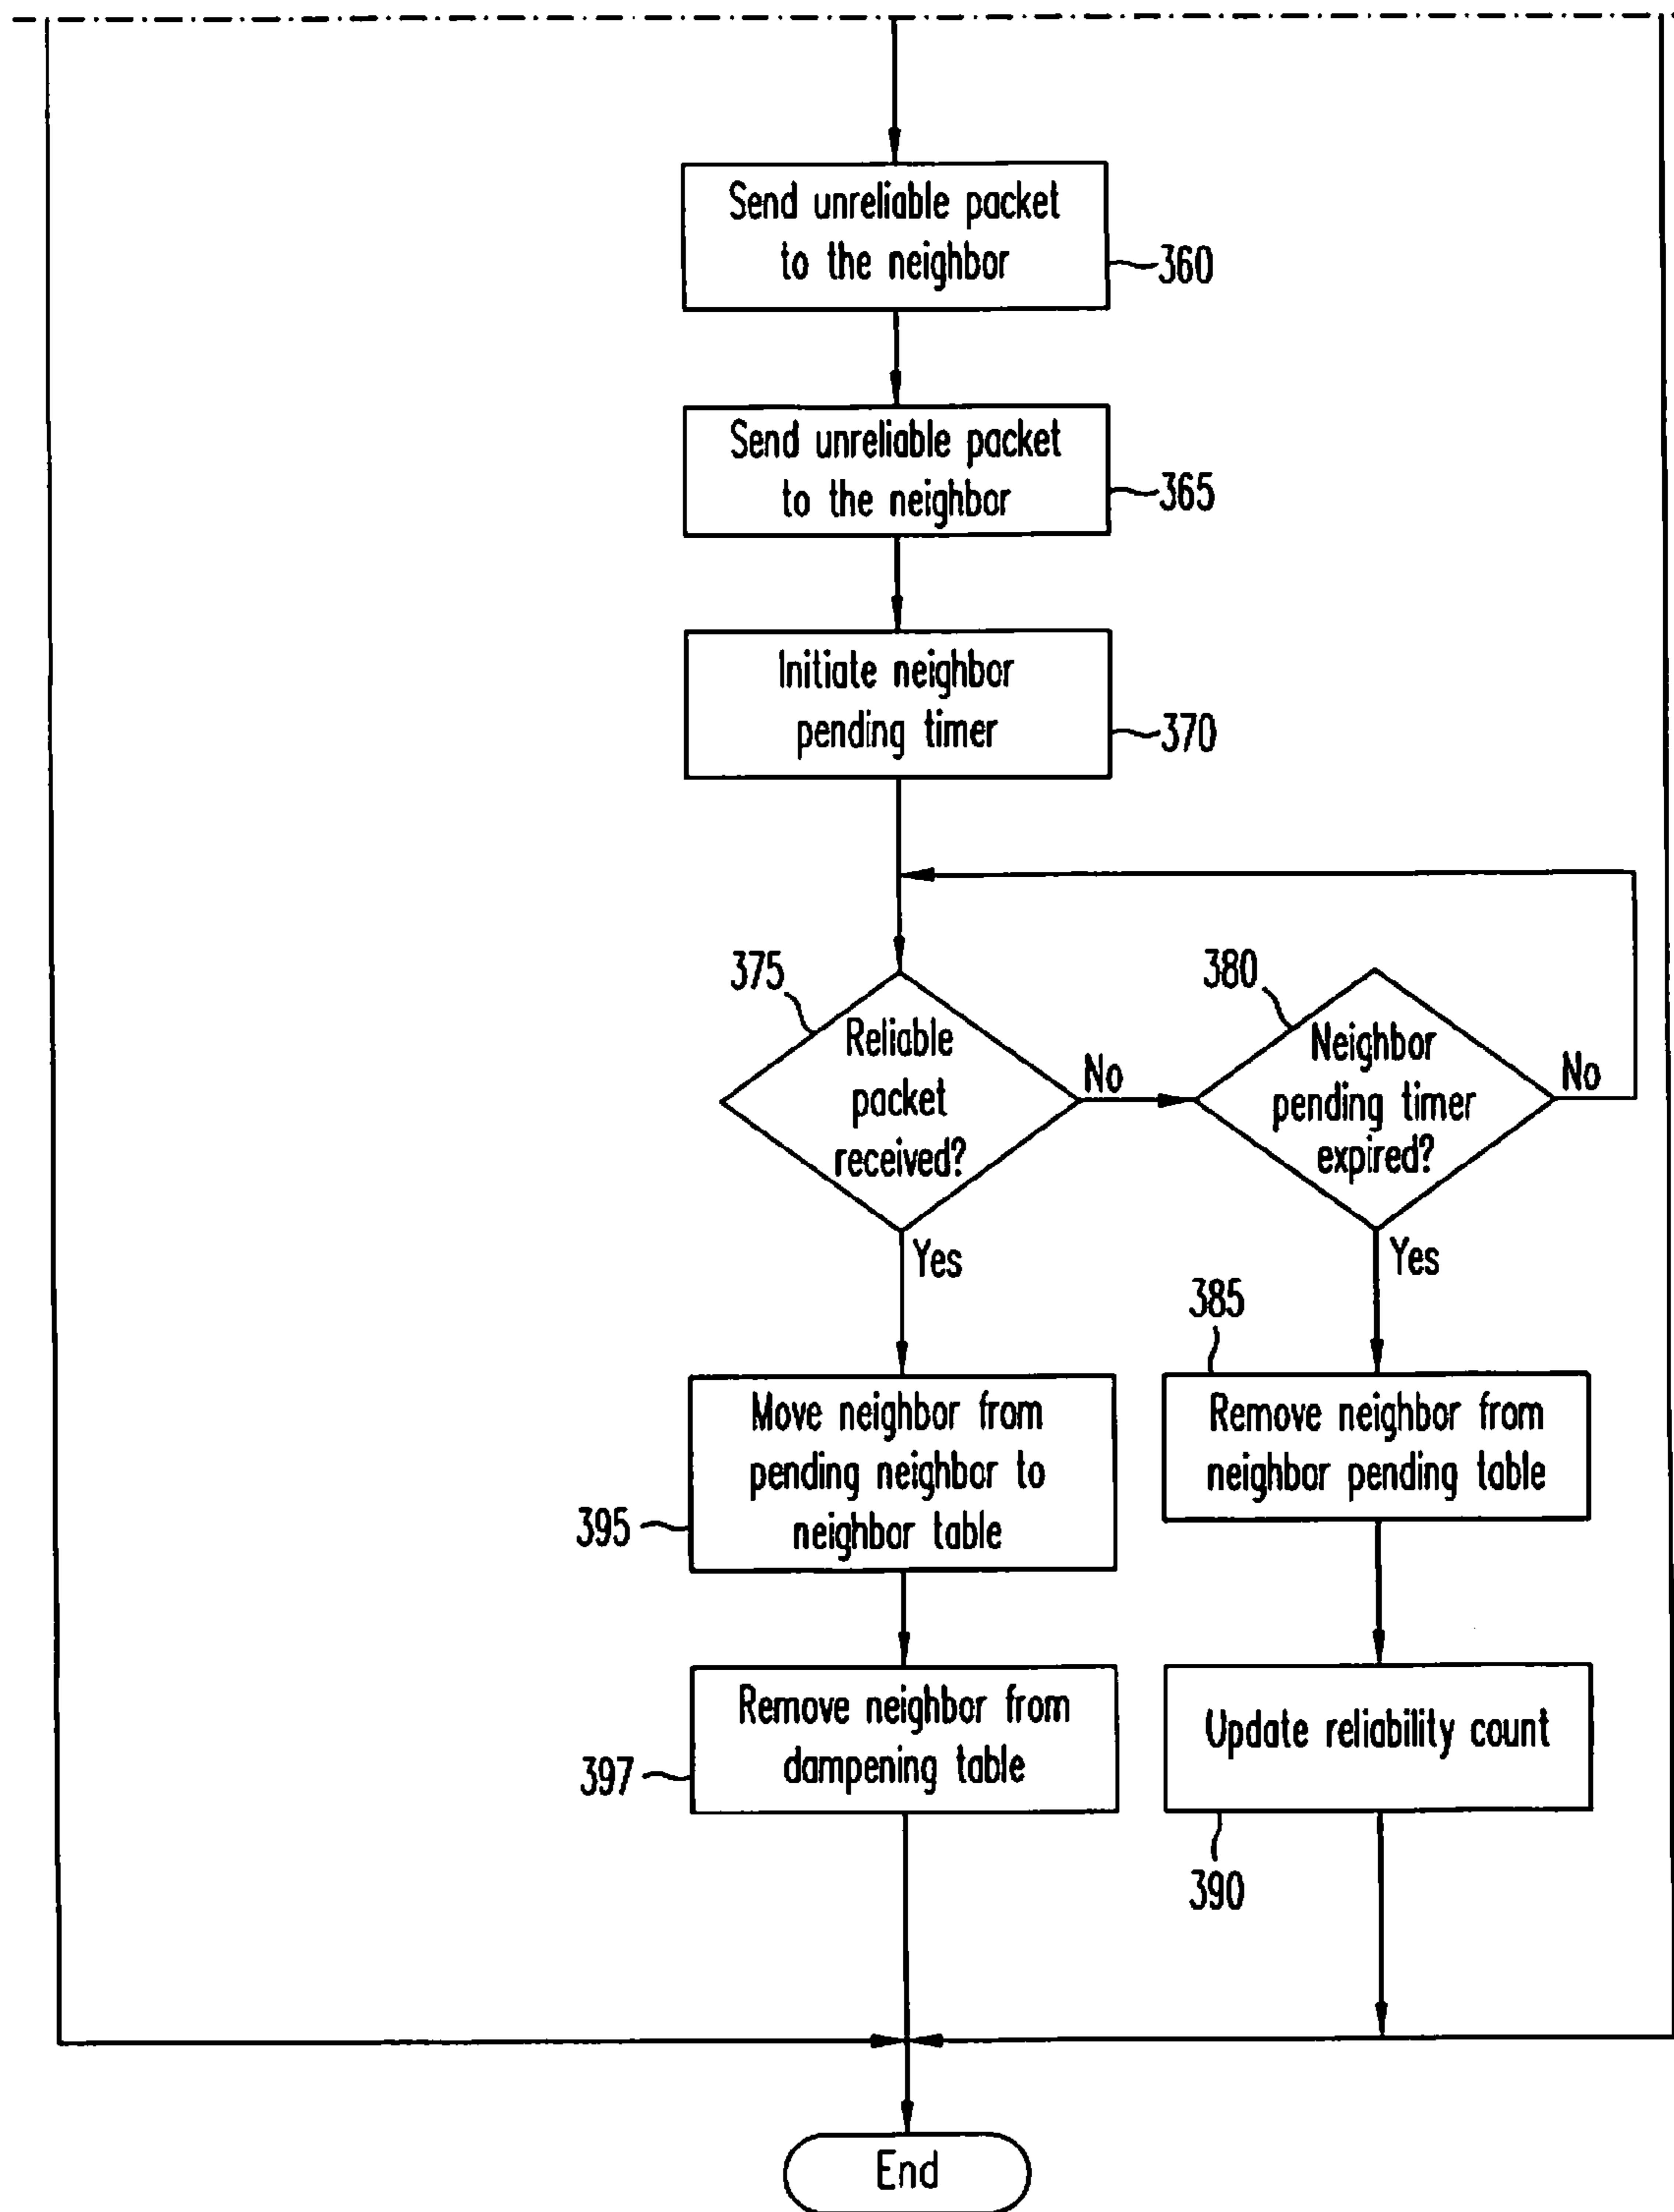 Send unreliable packet
to the neighbor
360
Send unreliable packet
to the neighbor
365
Initiate neighbor
pending timer
370
375
Reliable
packet
received?
No
Yes
380
Neighbor
pending timer
expired?
No
Yes
385
Remove neighbor from
neighbor pending table
Move neighbor from
pending neighbor to
neighbor table
395
Remove neighbor from
dampening table
397
Update reliability count
390
End